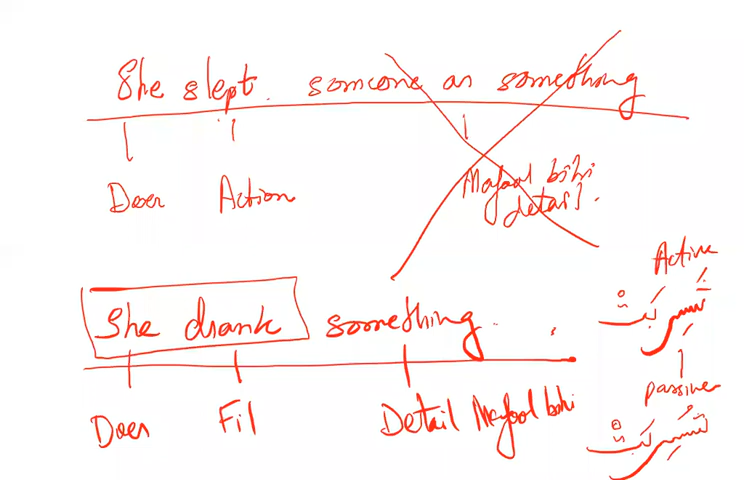 She slept. someone or something
Doer Action Mafool bihi
detail.
She drank something.
Doer Fil Detail Mafool bihi
Active
شَرِبَتْ
passive
شُرِبَتْ